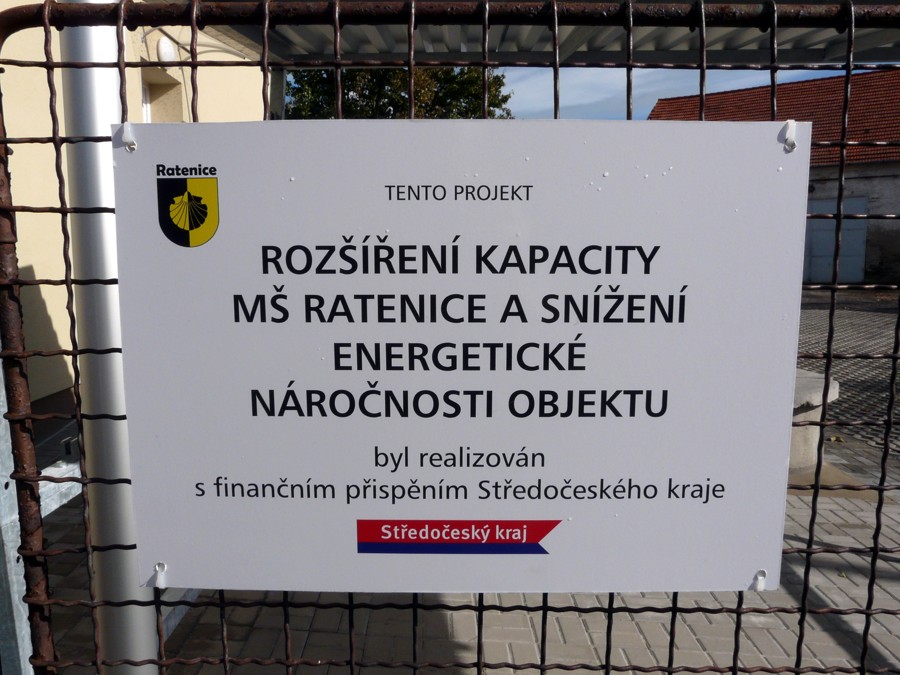 Ratenice
TENTO PROJEKT
ROZŠÍŘENÍ KAPACITY
MŠ RATENICE A SNÍŽENÍ
ENERGETICKÉ
NÁROČNOSTI OBJEKTU
byl realizován
s finančním přispěním Středočeského kraje
Středočeský kraj